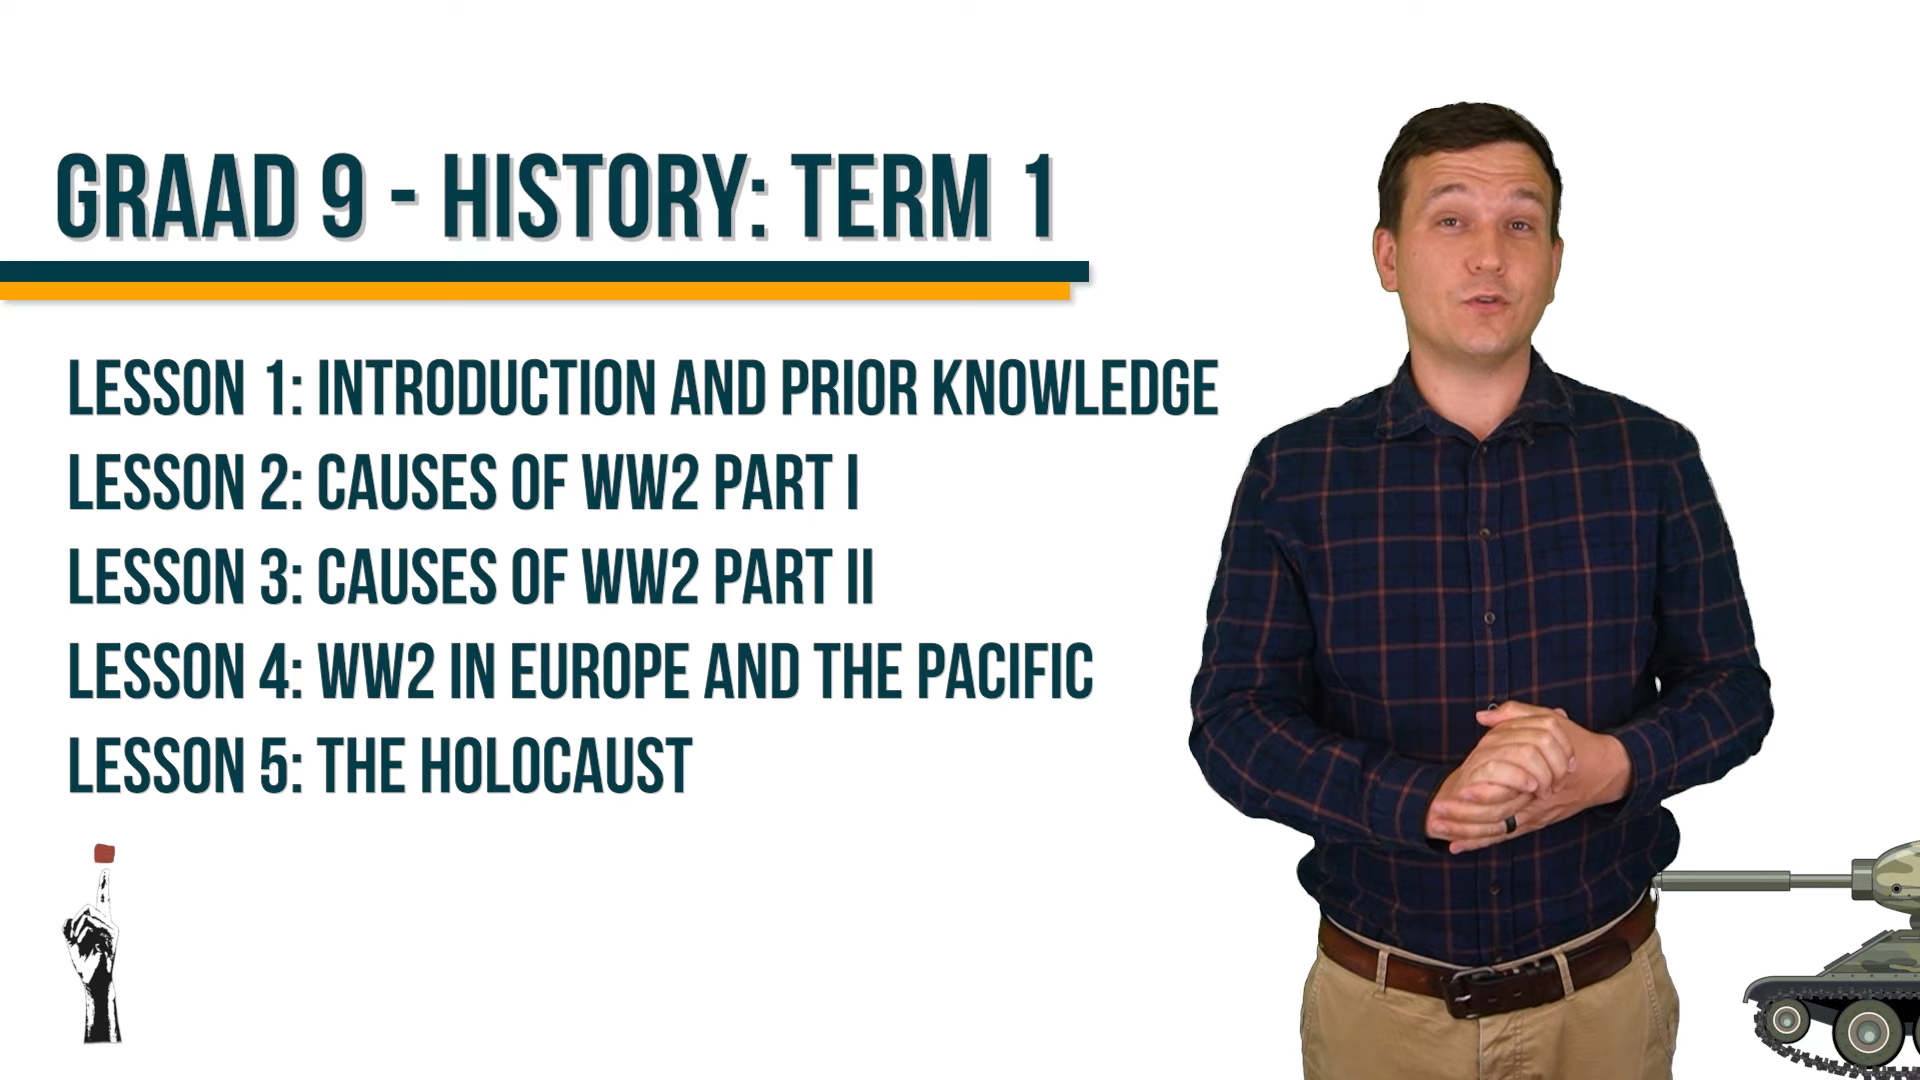 GRAAD 9 - HISTORY: TERM 1
LESSON 1: INTRODUCTION AND PRIOR KNOWLEDGE
LESSON 2: CAUSES OF WW2 PART I
LESSON 3: CAUSES OF WW2 PART II
LESSON 4: WW2 IN EUROPE AND THE PACIFIC
LESSON 5: THE HOLOCAUST